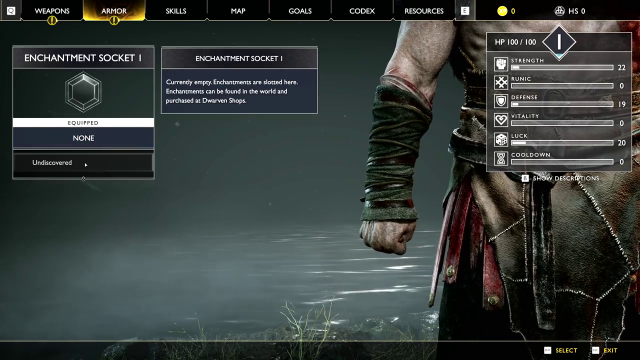 Q
WEAPONS
ARMOR
SKILLS
MAP
GOALS
CODEX
RESOURCES
E
0
HS 0
ENCHANTMENT SOCKET 1
EQUIPPED
NONE
Undiscovered
ENCHANTMENT SOCKET 1
Currently empty. Enchantments are slotted here.
Enchantments can be found in the world and
purchased at Dwarven Shops.
HP 100 / 100
I
STRENGTH
22
RUNIC
0
DEFENSE
19
VITALITY
0
LUCK
20
COOLDOWN
0
SHOW DESCRIPTIONS
SELECT
EXIT